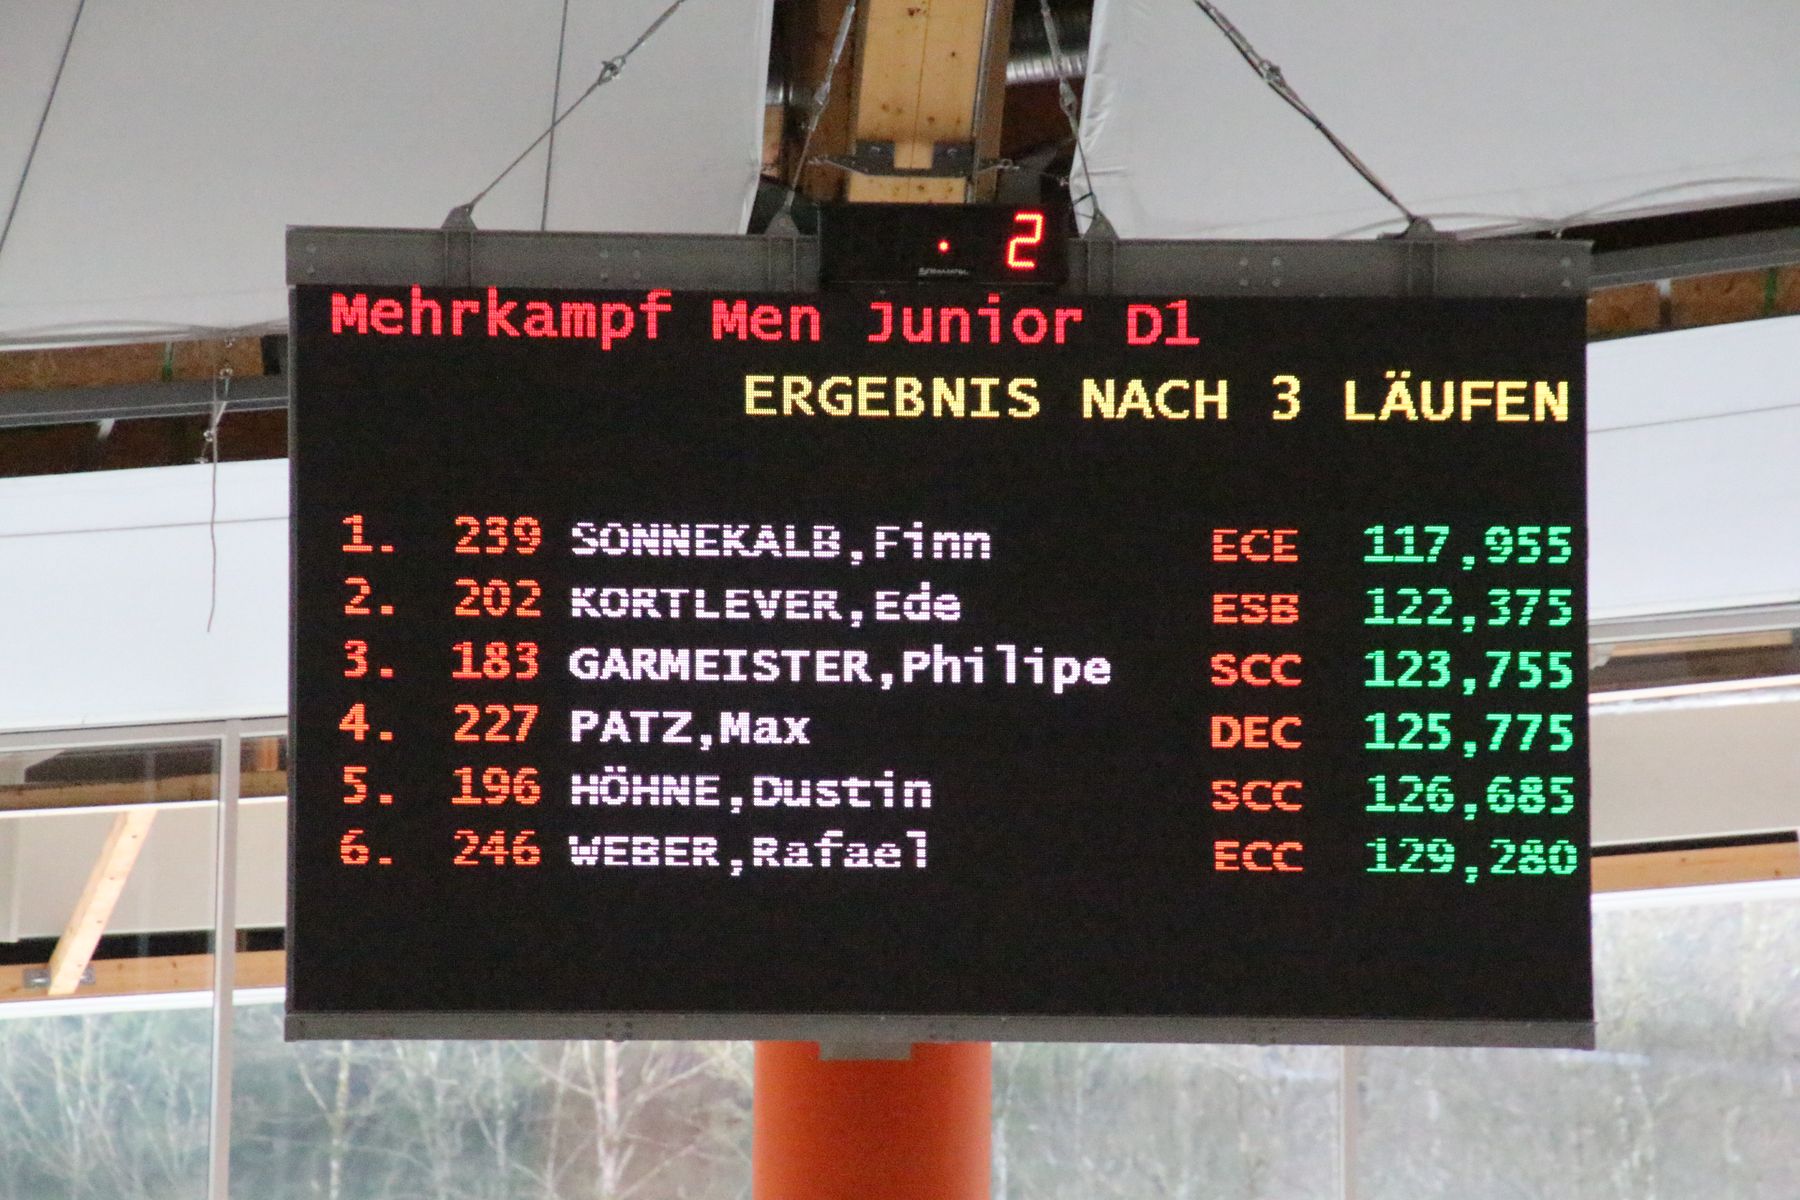 2
Mehrkampf Men Junior D1
ERGEBNIS NACH 3 LÄUFEN
1. 239 SONNEKALB,Finn ECE 117,955
2. 202 KORTLEVER,Ede ESB 122,375
3. 183 GARMEISTER,Philipe SCC 123,755
4. 227 PATZ,Max DEC 125,775
5. 196 HÖHNE,Dustin SCC 126,685
6. 246 WEBER,Rafael ECC 129,280